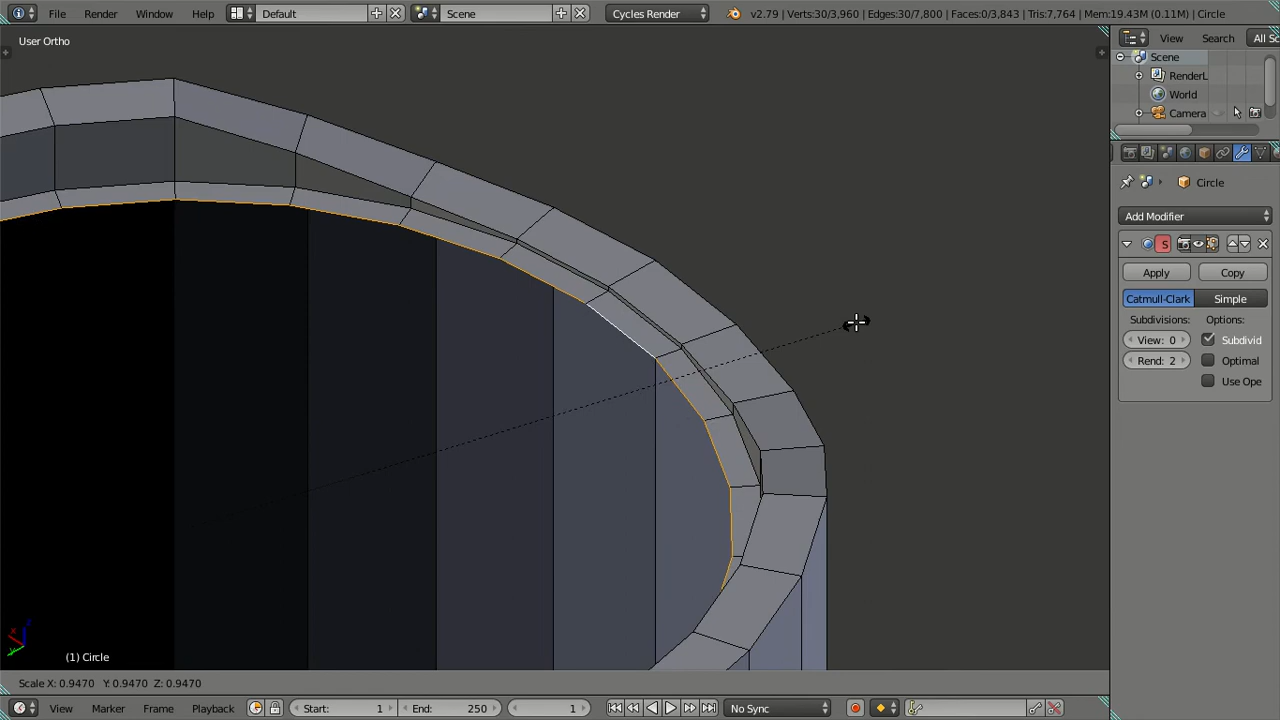 File Render Window Help Default Scene Cycles Render v2.79 | Verts:30/3,960 | Edges:30/7,800 | Faces:0/3,843 | Tris:7,764 | Mem:19.43M (0.11M) | Circle
User Ortho
View Search All Sc
Scene
RenderL
World
Camera
Circle
Add Modifier
S
Apply Copy
Catmull-Clark Simple
Subdivisions: Options:
View: 0 Subdivid
Rend: 2 Optimal
Use Ope
z
x
y
(1) Circle
Scale X: 0.9470 Y: 0.9470 Z: 0.9470
View Marker Frame Playback Start: 1 End: 250 1 No Sync